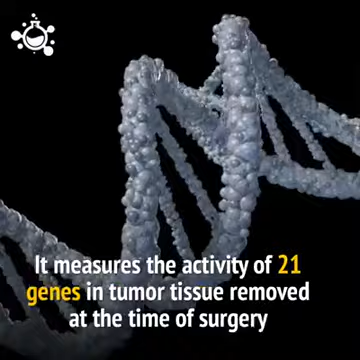 It measures the activity of 21
genes in tumor tissue removed
at the time of surgery